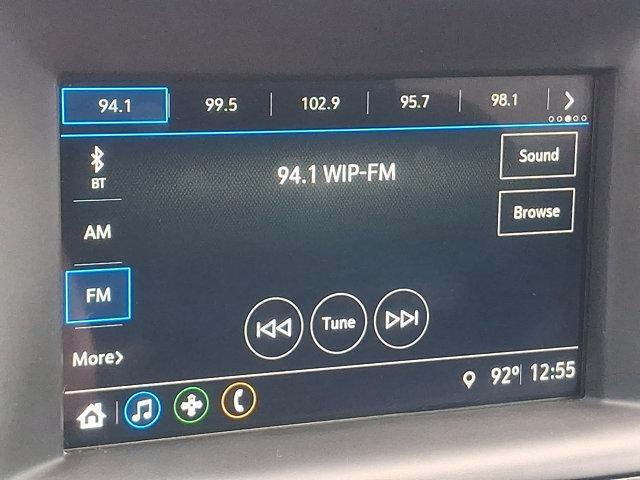 94.1 99.5 102.9 95.7 98.1
BT
94.1 WIP-FM
Sound
AM
Browse
FM
Tune
More
92° 12:55